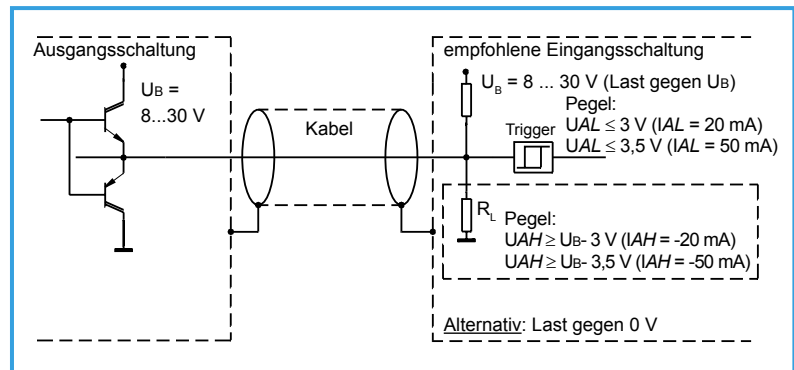 Ausgangsschaltung
UB =
8...30 V
Kabel
empfohlene Eingangsschaltung
UB = 8 ... 30 V (Last gegen UB)
Pegel:
UAL ≤ 3 V (IAL = 20 mA)
UAL ≤ 3,5 V (IAL = 50 mA)
Trigger
RL
Pegel:
UAH ≥ UB- 3 V (IAH = -20 mA)
UAH ≥ UB- 3,5 V (IAH = -50 mA)
Alternativ: Last gegen 0 V